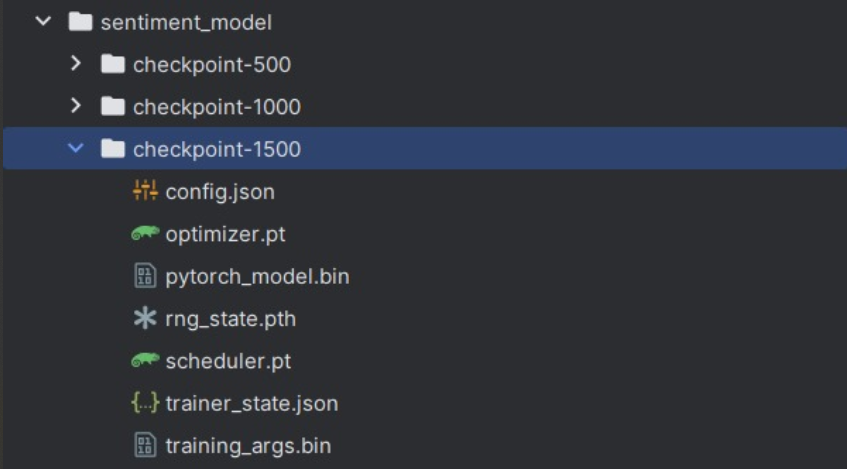 sentiment_model
checkpoint-500
checkpoint-1000
checkpoint-1500
config.json
optimizer.pt
pytorch_model.bin
rng_state.pth
scheduler.pt
trainer_state.json
training_args.bin